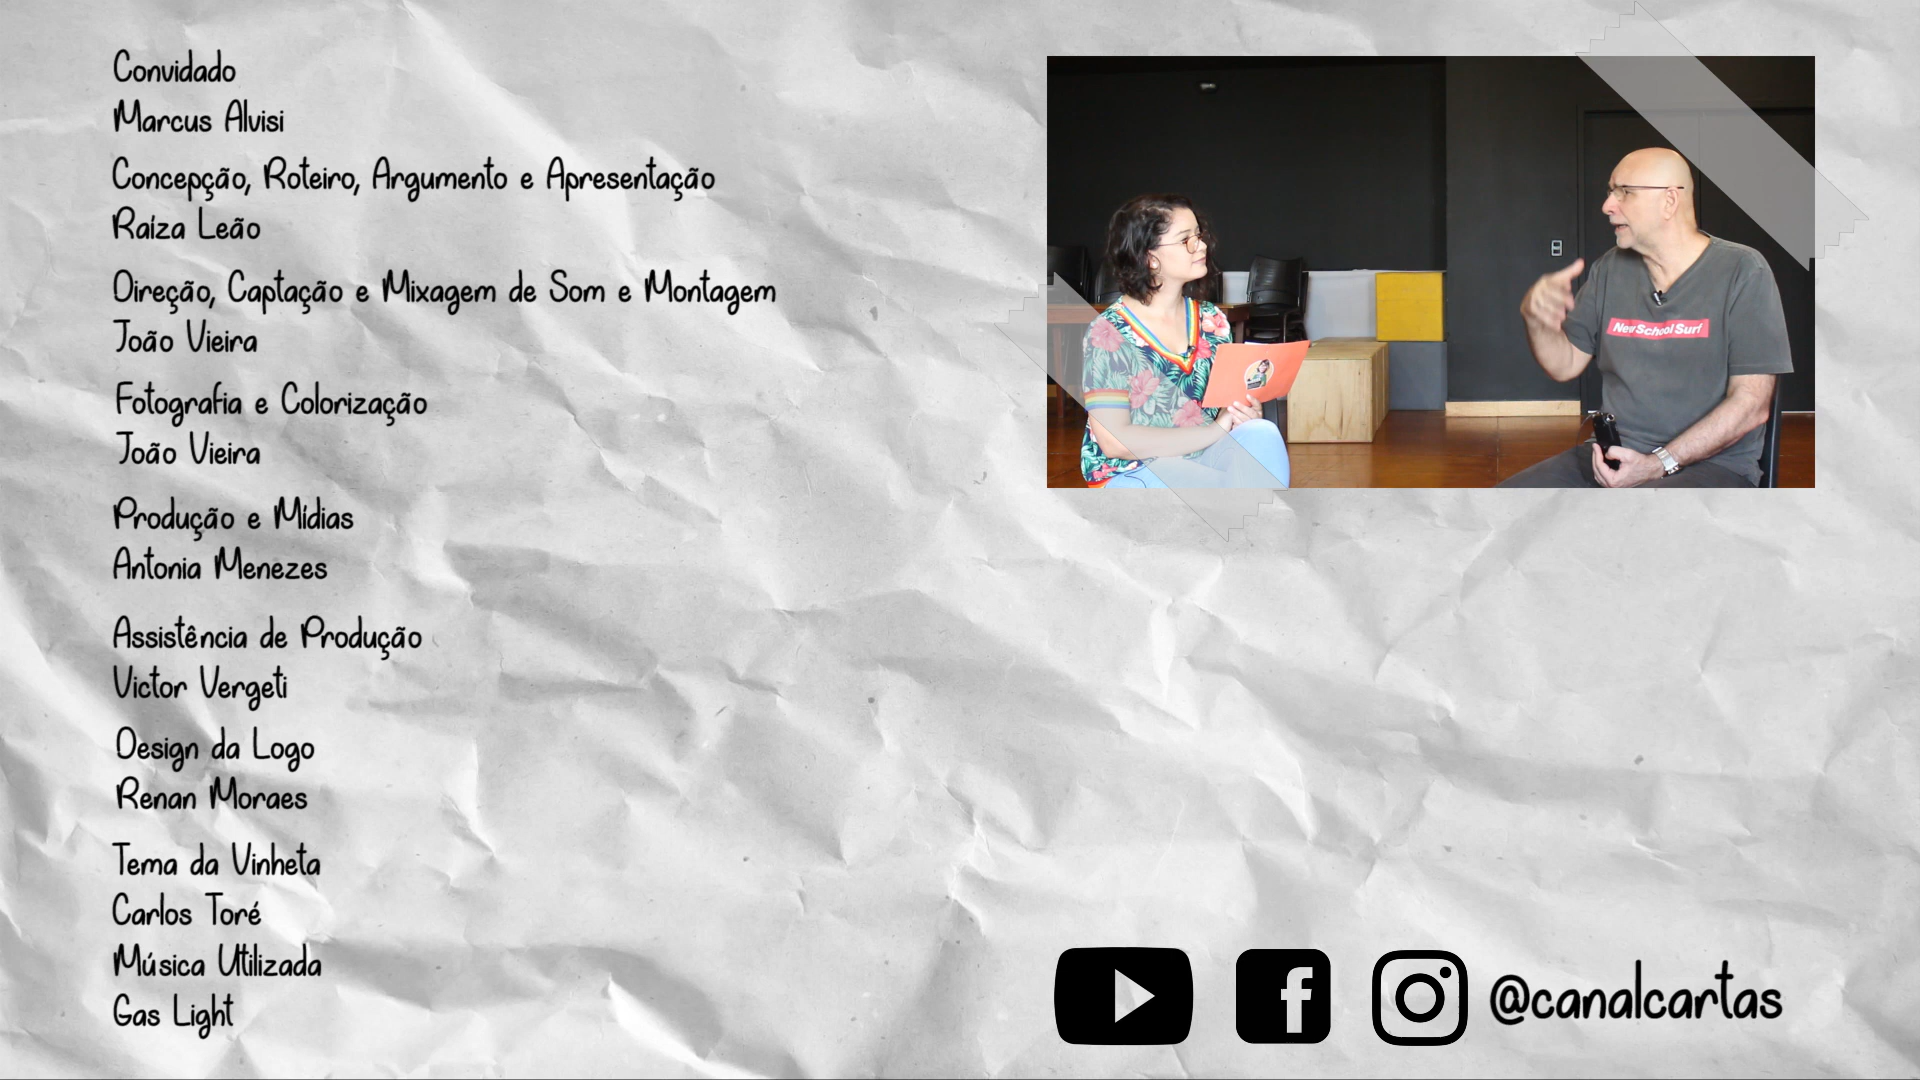 Convidado
Marcus Alvisi
Concepção, Roteiro, Argumento e Apresentação
Raíza Leão
Direção, Captação e Mixagem de Som e Montagem
João Vieira
Fotografia e Colorização
João Vieira
Produção e Mídias
Antonia Menezes
Assistência de Produção
Victor Vergeti
Design da Logo
Renan Moraes
Tema da Vinheta
Carlos Toré
Música Utilizada
Gas Light
New School Surf
@canalcartas